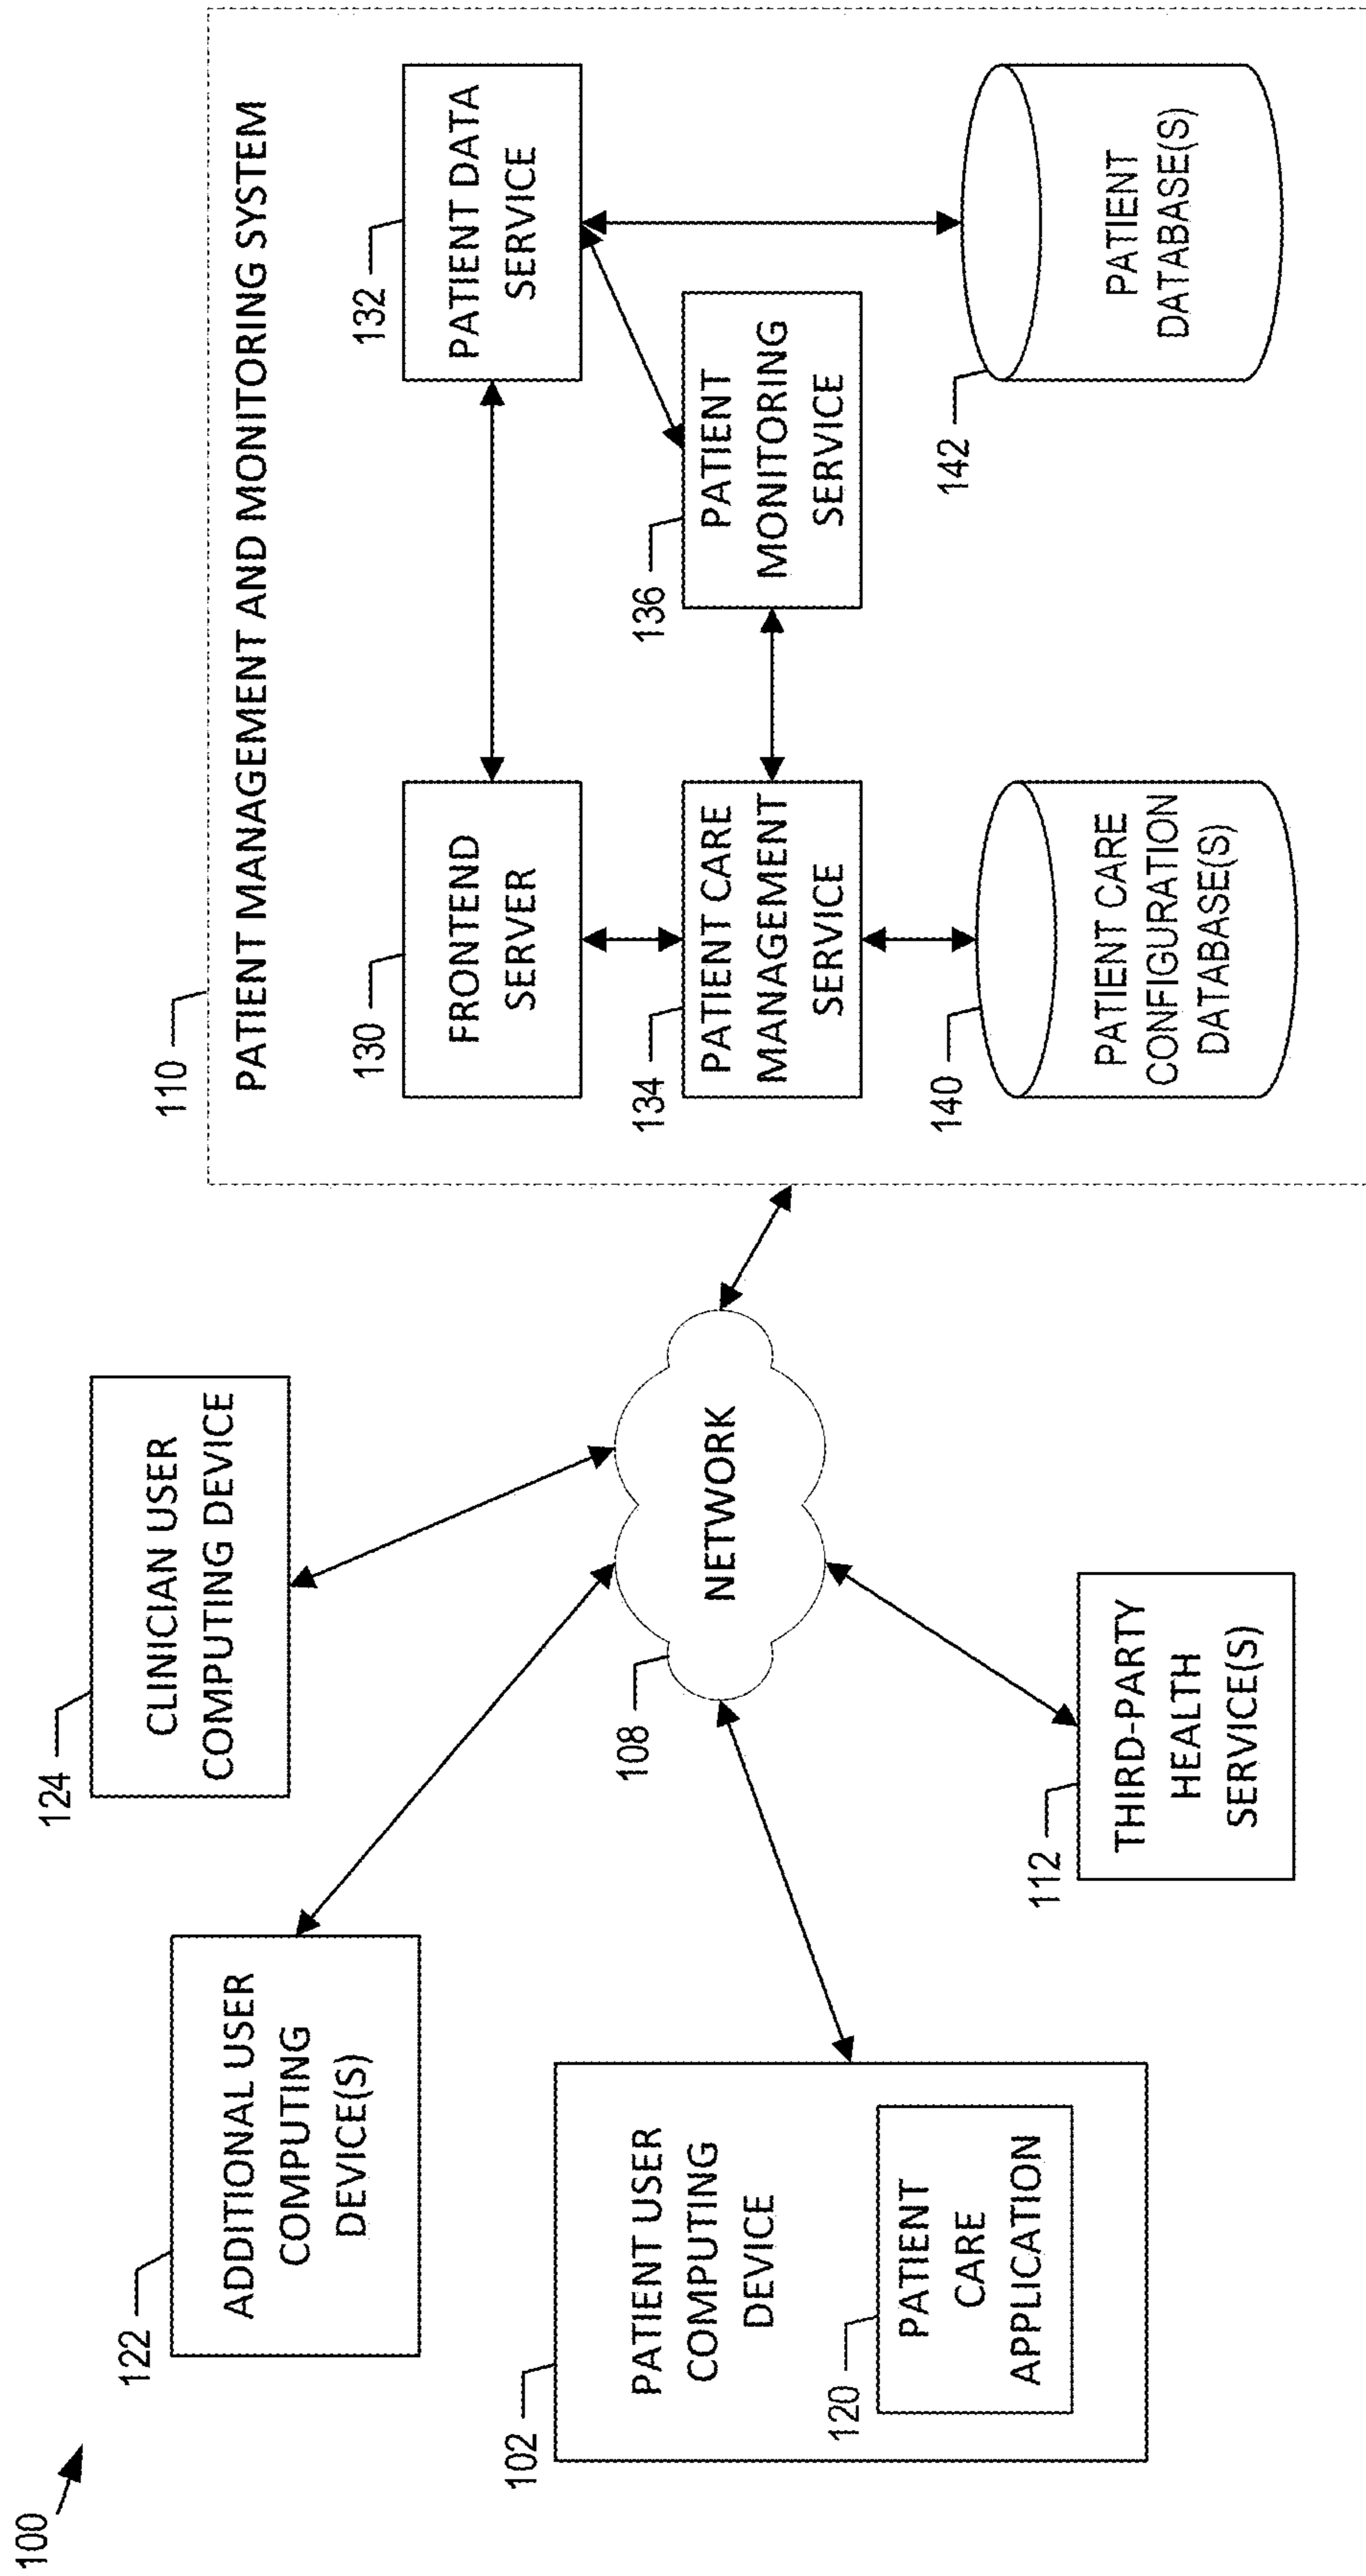 100
124
CLINICIAN USER
COMPUTING DEVICE
122
ADDITIONAL USER
COMPUTING
DEVICE(S)
102
PATIENT USER
COMPUTING
DEVICE
120
PATIENT
CARE
APPLICATION
108
NETWORK
112
THIRD-PARTY
HEALTH
SERVICE(S)
110
PATIENT MANAGEMENT AND MONITORING SYSTEM
130
FRONTEND
SERVER
132
PATIENT DATA
SERVICE
134
PATIENT CARE
MANAGEMENT
SERVICE
136
PATIENT
MONITORING
SERVICE
140
PATIENT CARE
CONFIGURATION
DATABASE(S)
142
PATIENT
DATABASE(S)